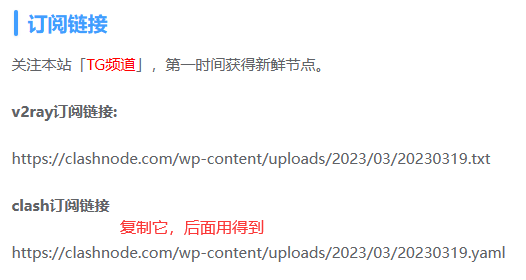 订阅链接
关注本站「TG频道」，第一时间获得新鲜节点。
v2ray订阅链接:
https://clashnode.com/wp-content/uploads/2023/03/20230319.txt
clash订阅链接
复制它，后面用得到
https://clashnode.com/wp-content/uploads/2023/03/20230319.yaml